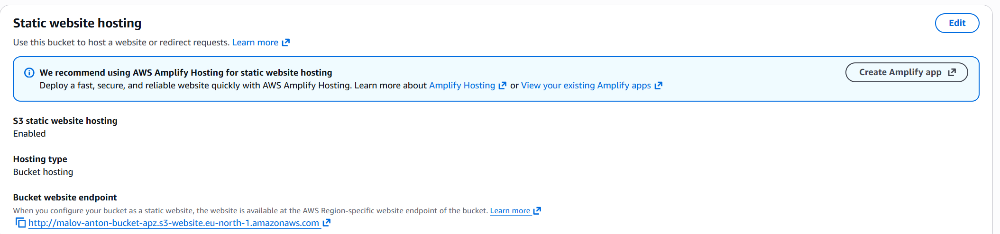 Static website hosting
Edit
Use this bucket to host a website or redirect requests. Learn more
We recommend using AWS Amplify Hosting for static website hosting
Create Amplify app
Deploy a fast, secure, and reliable website quickly with AWS Amplify Hosting. Learn more about Amplify Hosting or View your existing Amplify apps
S3 static website hosting
Enabled
Hosting type
Bucket hosting
Bucket website endpoint
When you configure your bucket as a static website, the website is available at the AWS Region-specific website endpoint of the bucket. Learn more
http://malov-anton-bucket-apz.s3-website.eu-north-1.amazonaws.com